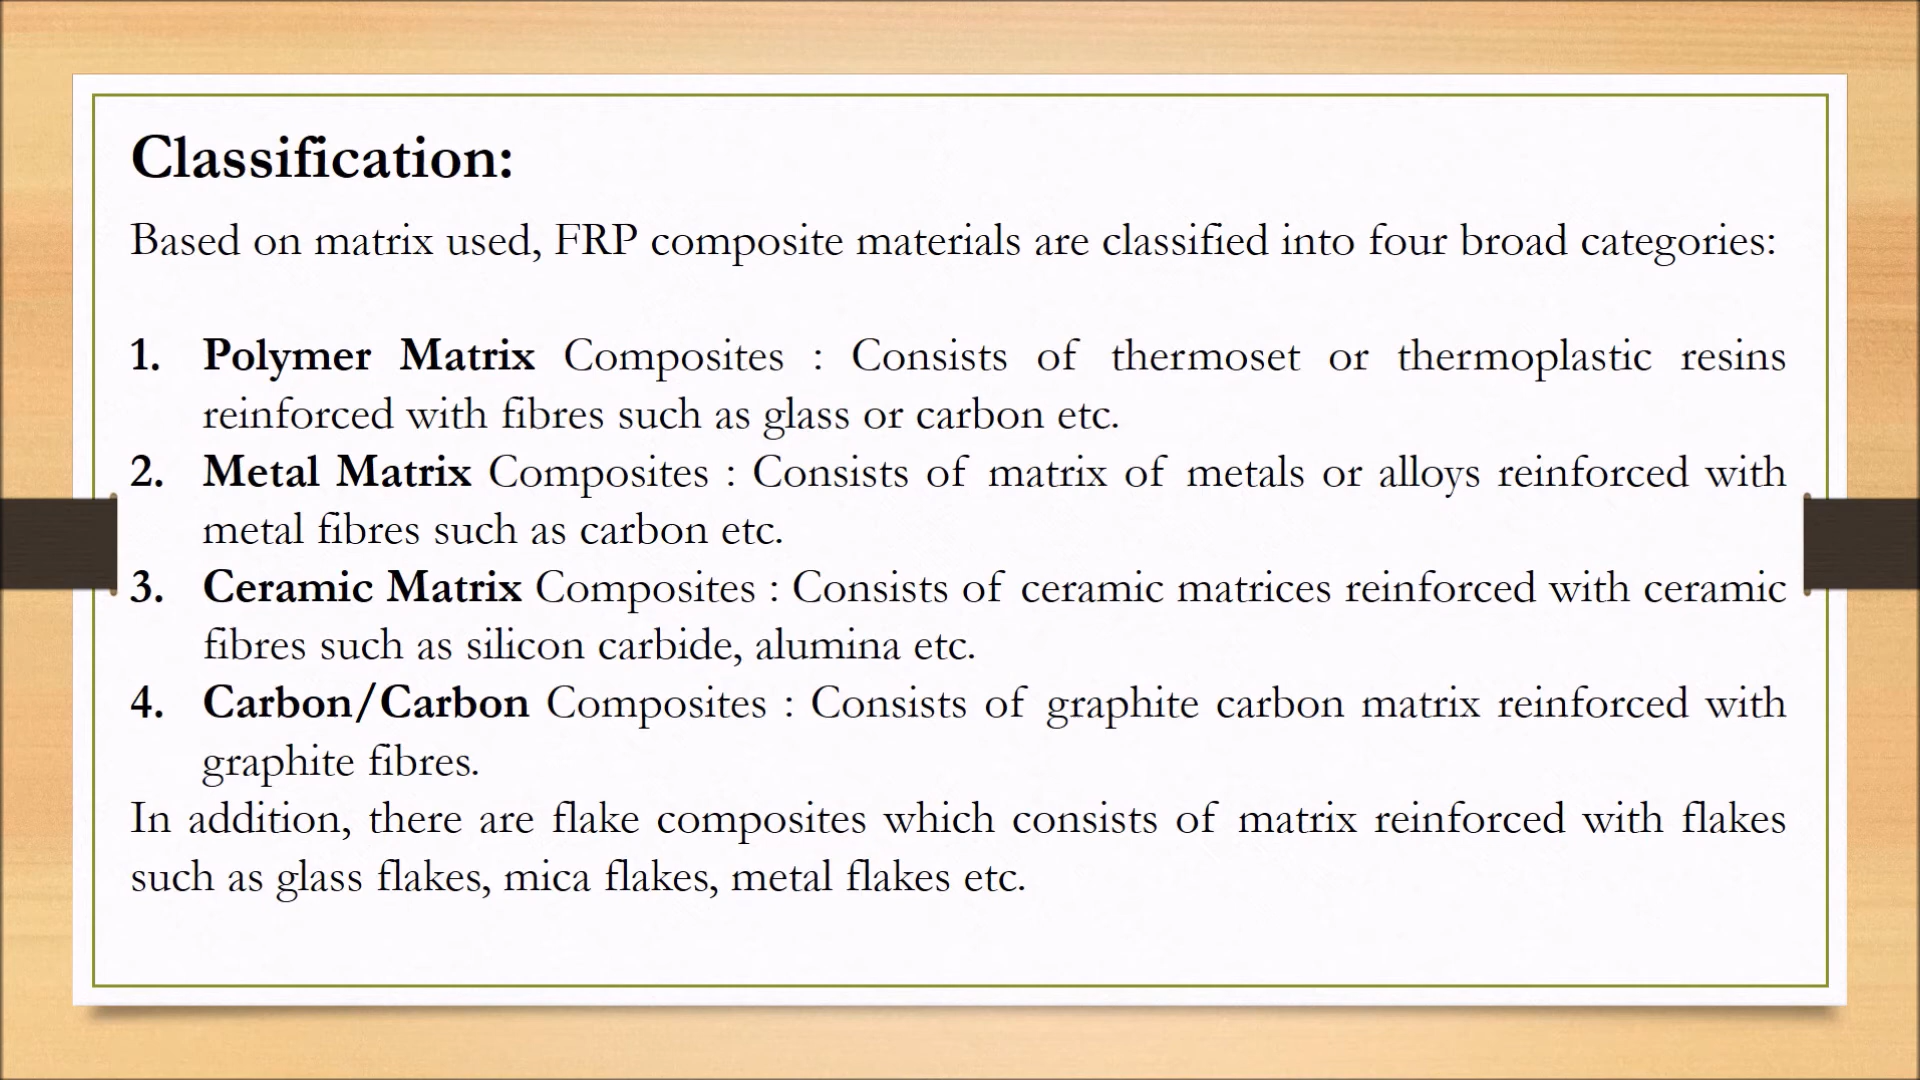 Classification:
Based on matrix used, FRP composite materials are classified into four broad categories:
1. Polymer Matrix Composites : Consists of thermoset or thermoplastic resins
reinforced with fibres such as glass or carbon etc.
2. Metal Matrix Composites : Consists of matrix of metals or alloys reinforced with
metal fibres such as carbon etc.
3. Ceramic Matrix Composites : Consists of ceramic matrices reinforced with ceramic
fibres such as silicon carbide, alumina etc.
4. Carbon/Carbon Composites : Consists of graphite carbon matrix reinforced with
graphite fibres.
In addition, there are flake composites which consists of matrix reinforced with flakes
such as glass flakes, mica flakes, metal flakes etc.